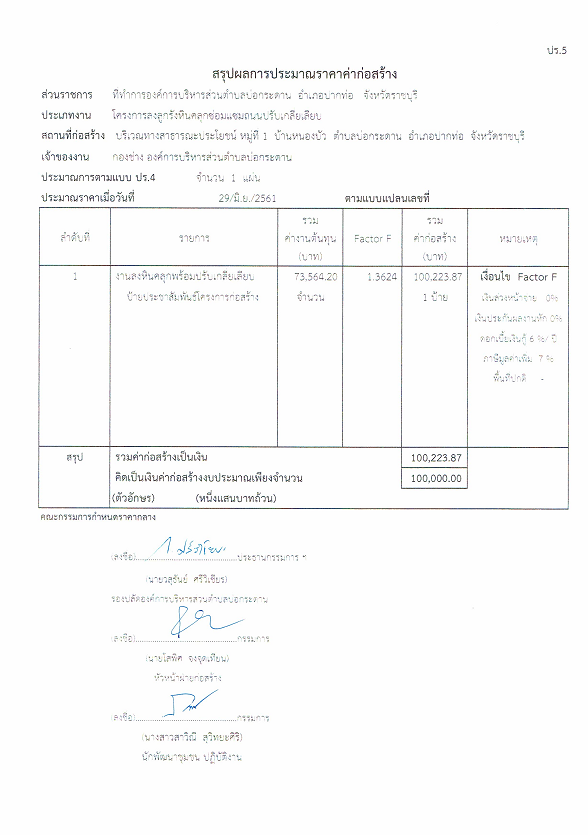 ปร.5
สรุปผลการประมาณราคาค่าก่อสร้าง
ส่วนราชการ ที่ทำการองค์การบริหารส่วนตำบลบ่อกระดาน อำเภอปากท่อ จังหวัดราชบุรี
ประเภทงาน โครงการลงลูกรังหินคลุกซ่อมแซมถนนปรับเกลี่ยเรียบ
สถานที่ก่อสร้าง บริเวณทางสาธารณะประโยชน์ หมู่ที่ 1 บ้านหนองบัว ตำบลบ่อกระดาน อำเภอปากท่อ จังหวัดราชบุรี
เจ้าของงาน กองช่าง องค์การบริหารส่วนตำบลบ่อกระดาน
ประมาณการตามแบบ ปร.4 จำนวน 1 แผ่น
ประมาณราคาเมื่อวันที่ 29/มิ.ย./2561 ตามแบบแปลนเลขที่
ลำดับที่ รายการ รวม ค่างานต้นทุน (บาท) Factor F รวม ค่าก่อสร้าง (บาท) หมายเหตุ
1 งานลงหินคลุกพร้อมปรับเกลี่ยเรียบ 73,564.20 1.3624 100,223.87 เงื่อนไข Factor F
ป้ายประชาสัมพันธ์โครงการก่อสร้าง จำนวน 1 ป้าย เงินล่วงหน้าจ่าย 0%
เงินประกันผลงานหัก 0%
ดอกเบี้ยเงินกู้ 6 %/ ปี
ภาษีมูลค่าเพิ่ม 7 %
พื้นที่ปกติ -
สรุป รวมค่าก่อสร้างเป็นเงิน 100,223.87
คิดเป็นเงินค่าก่อสร้างงบประมาณเพียงจำนวน 100,000.00
(ตัวอักษร) (หนึ่งแสนบาทถ้วน)
คณะกรรมการกำหนดราคากลาง
(ลงชื่อ)........................................ประธานกรรมการ ฯ
(นายวสุรันย์ ศรีวิเชียร)
รองปลัดองค์การบริหารส่วนตำบลบ่อกระดาน
(ลงชื่อ)........................................กรรมการ
(นายโสพิศ จงจุดเทียน)
หัวหน้าฝ่ายก่อสร้าง
(ลงชื่อ)........................................กรรมการ
(นางสาวสาวิณี สุวิทยะศิริ)
นักพัฒนาชุมชน ปฏิบัติงาน